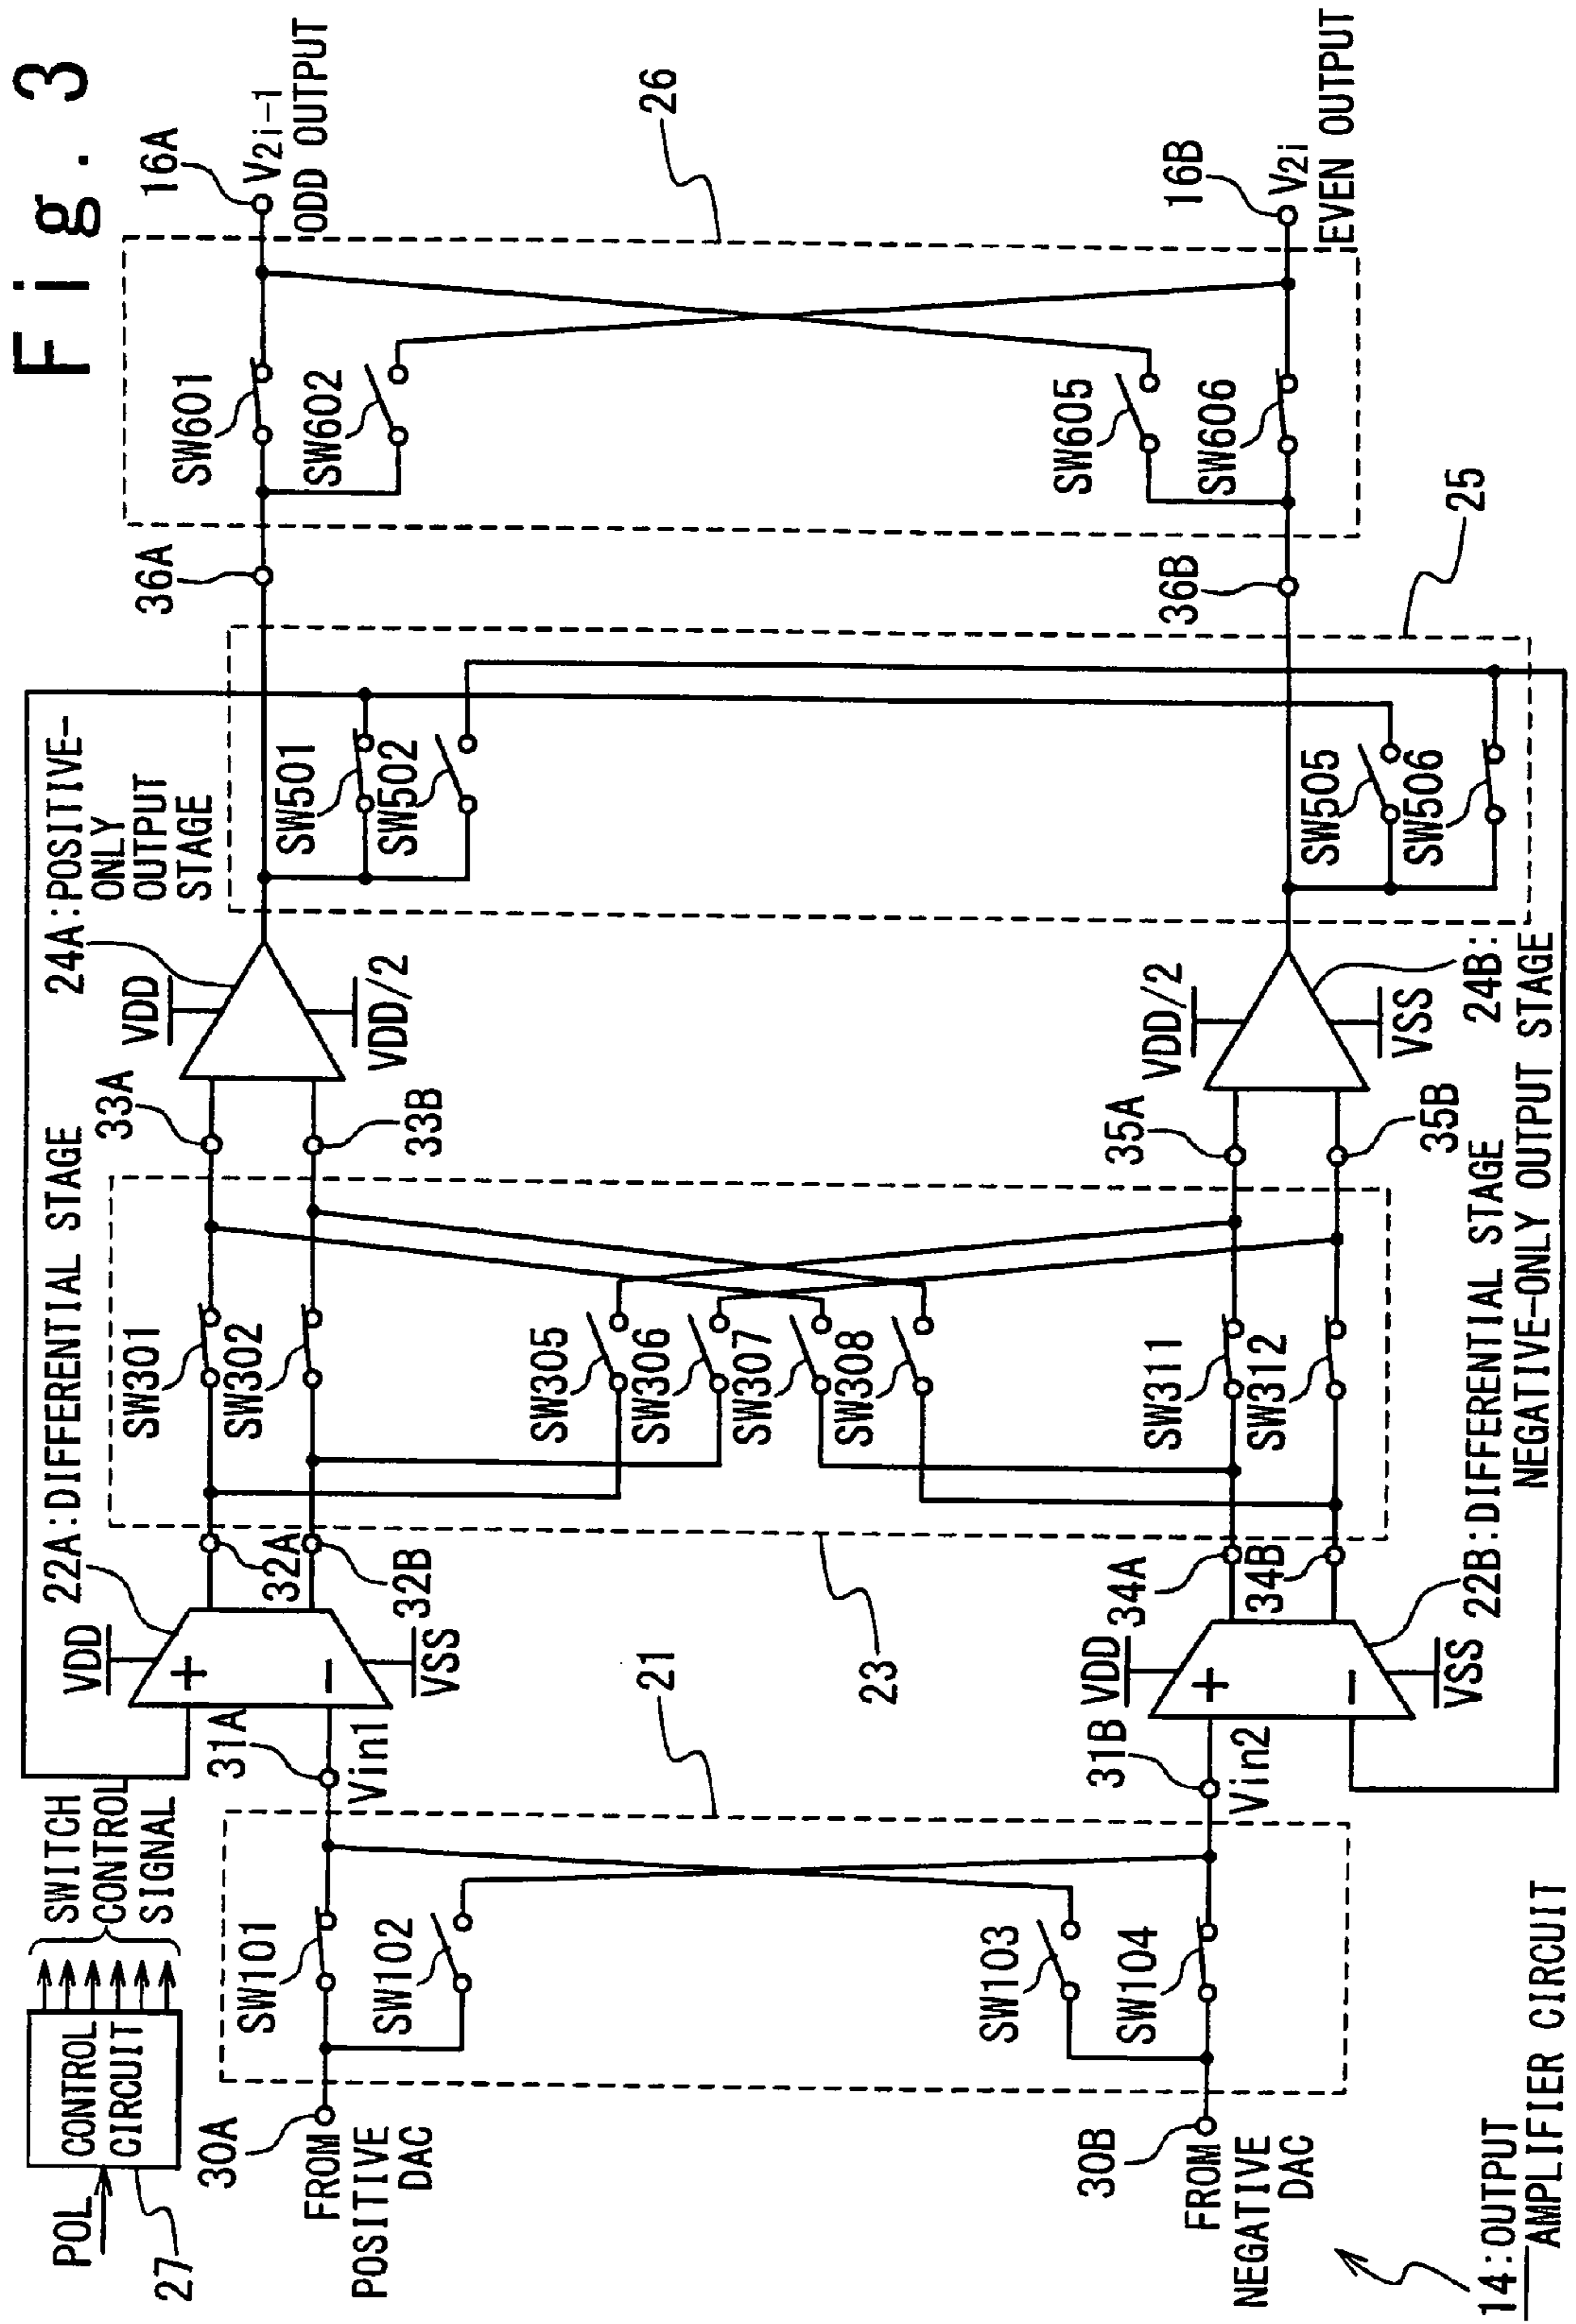 Fig. 3
POL
27
CONTROL
CIRCUIT
SWITCH
CONTROL
SIGNAL
30A
FROM
POSITIVE
DAC
SW101
SW102
SW103
SW104
30B
FROM
NEGATIVE
DAC
21
31A
Vin1
31B
Vin2
VDD
+
−
VSS
22A:DIFFERENTIAL STAGE
VDD
+
−
VSS
22B:DIFFERENTIAL STAGE
32A
32B
34A
34B
23
SW301
SW302
SW305
SW306
SW307
SW308
SW311
SW312
33A
33B
35A
35B
VDD
VDD/2
24A:POSITIVE-
ONLY
OUTPUT
STAGE
VDD/2
VSS
24B:
NEGATIVE-ONLY OUTPUT STAGE
SW501
SW502
SW505
SW506
25
36A
36B
SW601
SW602
SW605
SW606
26
16A
V2i-1
ODD OUTPUT
16B
V2i
EVEN OUTPUT
14:OUTPUT
AMPLIFIER CIRCUIT